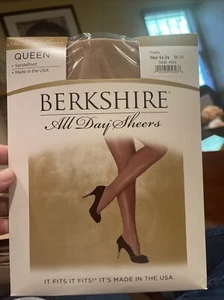 QUEEN
• Sandalfoot
• Made in the USA
BERKSHIRE®
All Day Sheers
IT FITS IT FITS!® IT'S MADE IN THE USA.